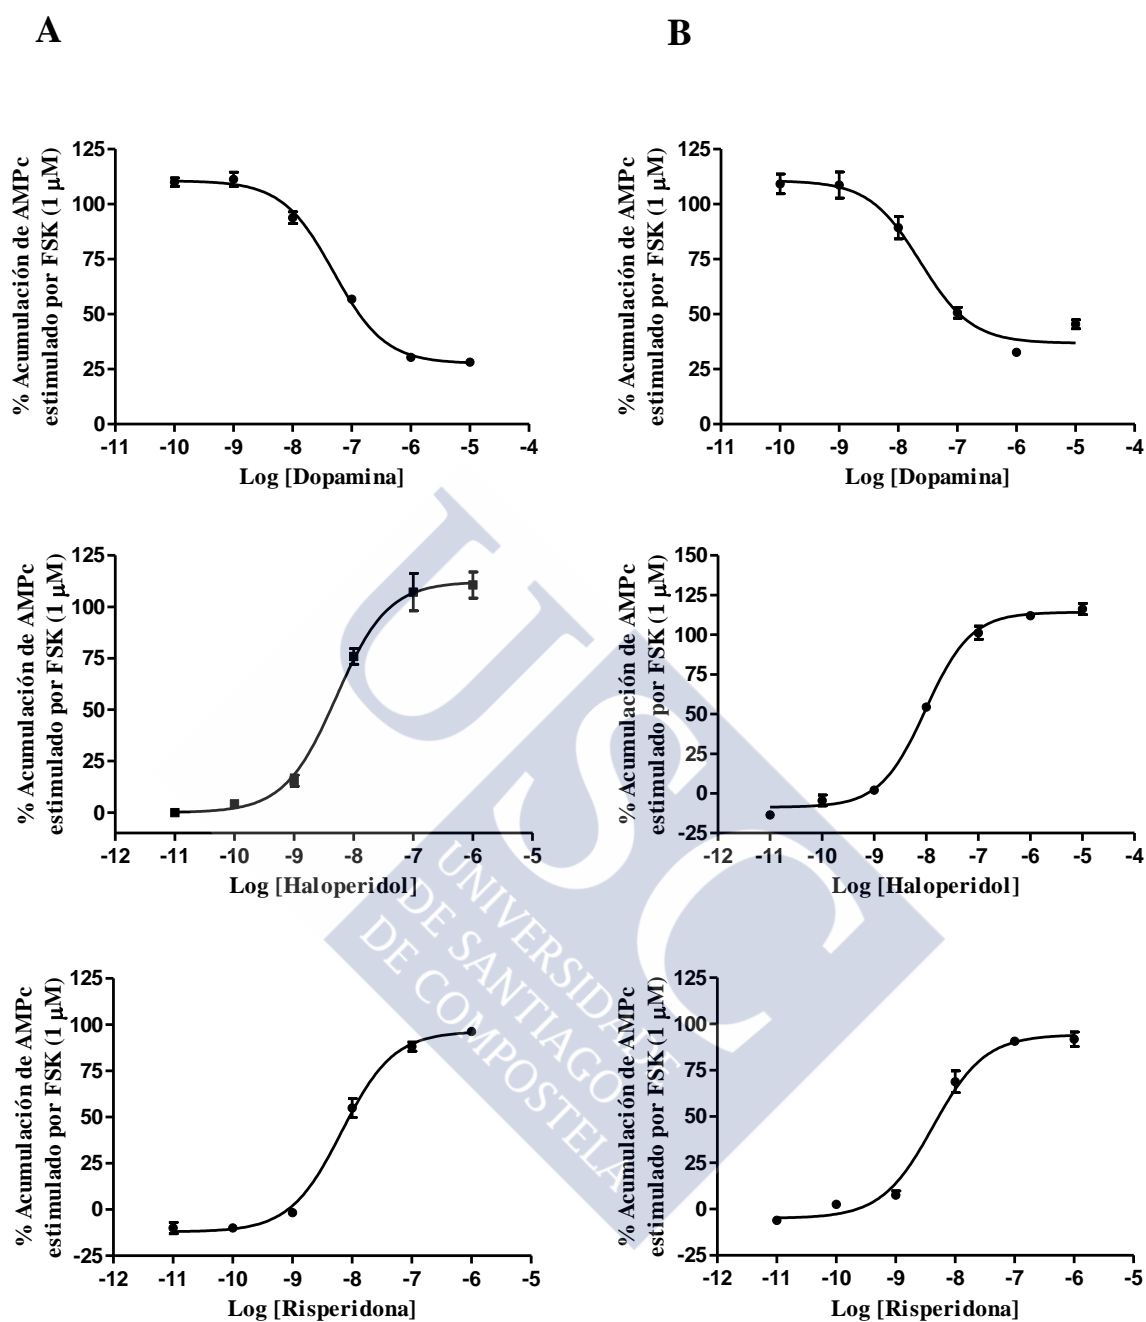 A
B
% Acumulación de AMPc
estimulado por FSK (1 µM)
125
100
75
50
25
0
-11 -10 -9 -8 -7 -6 -5 -4
Log [Dopamina]
% Acumulación de AMPc
estimulado por FSK (1 µM)
125
100
75
50
25
0
-11 -10 -9 -8 -7 -6 -5 -4
Log [Dopamina]
% Acumulación de AMPc
estimulado por FSK (1 µM)
125
100
75
50
25
0
-12 -11 -10 -9 -8 -7 -6 -5
Log [Haloperidol]
% Acumulación de AMPc
estimulado por FSK (1 µM)
150
125
100
75
50
25
0
-25
-12 -11 -10 -9 -8 -7 -6 -5 -4
Log [Haloperidol]
% Acumulación de AMPc
estimulado por FSK (1 µM)
125
100
75
50
25
0
-25
-12 -11 -10 -9 -8 -7 -6 -5
Log [Risperidona]
% Acumulación de AMPc
estimulado por FSK (1 µM)
125
100
75
50
25
0
-25
-12 -11 -10 -9 -8 -7 -6 -5
Log [Risperidona]
USC
UNIVERSIDADE
DE SANTIAGO
DE COMPOSTELA